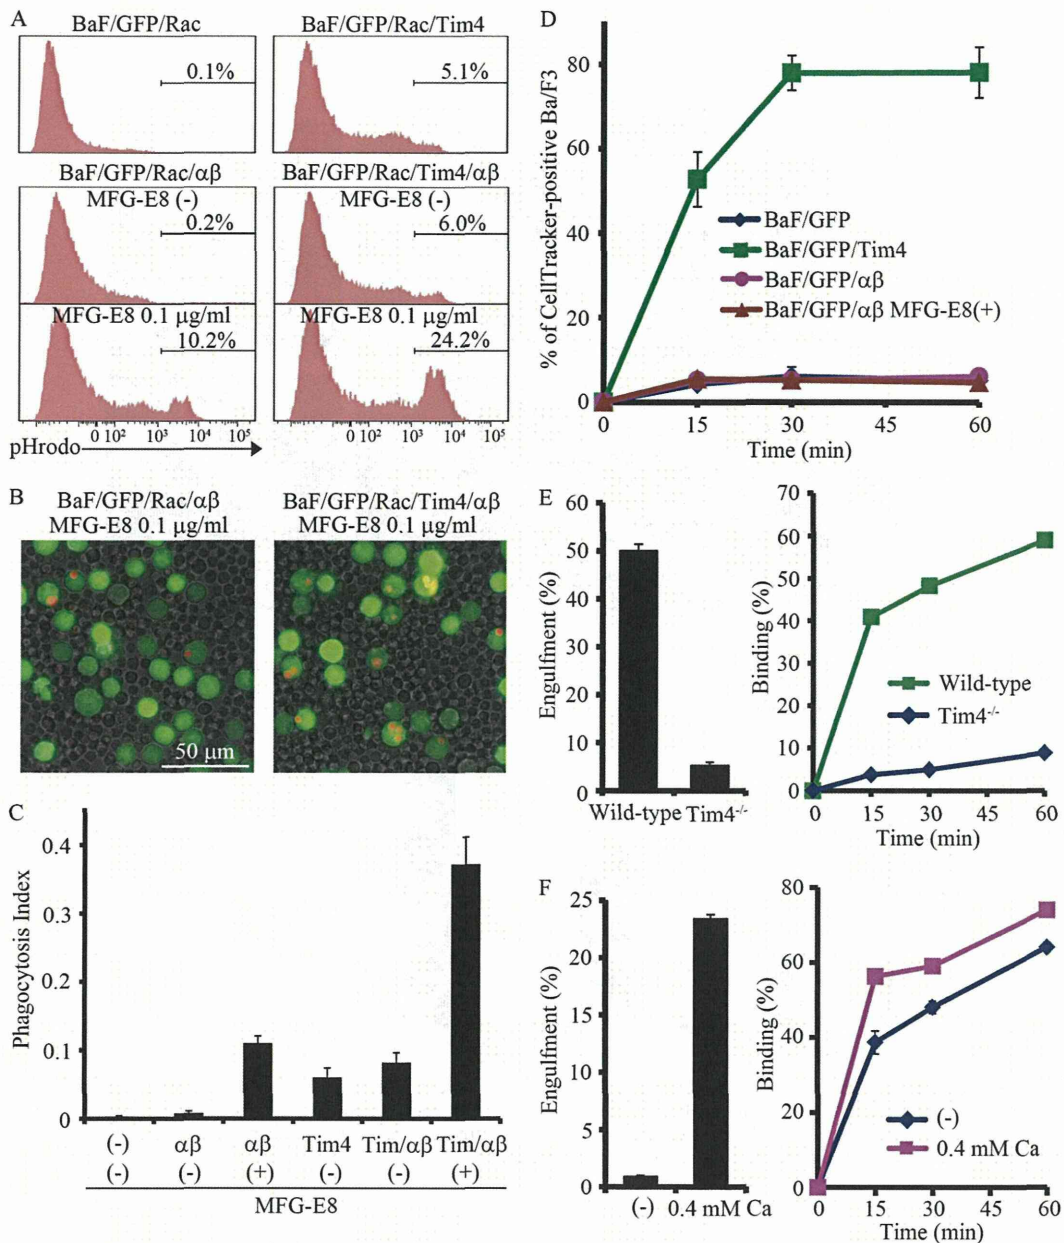 A
BaF/GFP/Rac
0.1%
BaF/GFP/Rac/Tim4
5.1%
BaF/GFP/Rac/αβ
MFG-E8 (-)
0.2%
BaF/GFP/Rac/Tim4/αβ
MFG-E8 (-)
6.0%
MFG-E8 0.1 μg/ml
10.2%
MFG-E8 0.1 μg/ml
24.2%
0 10² 10³ 10⁴ 10⁵
0 10² 10³ 10⁴ 10⁵
pHrodo
B
BaF/GFP/Rac/αβ
MFG-E8 0.1 μg/ml
50 μm
BaF/GFP/Rac/Tim4/αβ
MFG-E8 0.1 μg/ml
C
Phagocytosis Index
0.4
0.3
0.2
0.1
0
(-) αβ αβ Tim4 Tim/αβ Tim/αβ
(-) (-) (+) (-) (-) (+)
MFG-E8
D
% of CellTracker-positive Ba/F3
80
60
40
20
0
BaF/GFP
BaF/GFP/Tim4
BaF/GFP/αβ
BaF/GFP/αβ MFG-E8(+)
0 15 30 45 60
Time (min)
E
Engulfment (%)
60
50
40
30
20
10
0
Wild-type Tim4⁻/⁻
Binding (%)
70
60
50
40
30
20
10
0
Wild-type
Tim4⁻/⁻
0 15 30 45 60
Time (min)
F
Engulfment (%)
25
20
15
10
5
0
(-) 0.4 mM Ca
Binding (%)
80
60
40
20
0
(-)
0.4 mM Ca
0 15 30 45 60
Time (min)